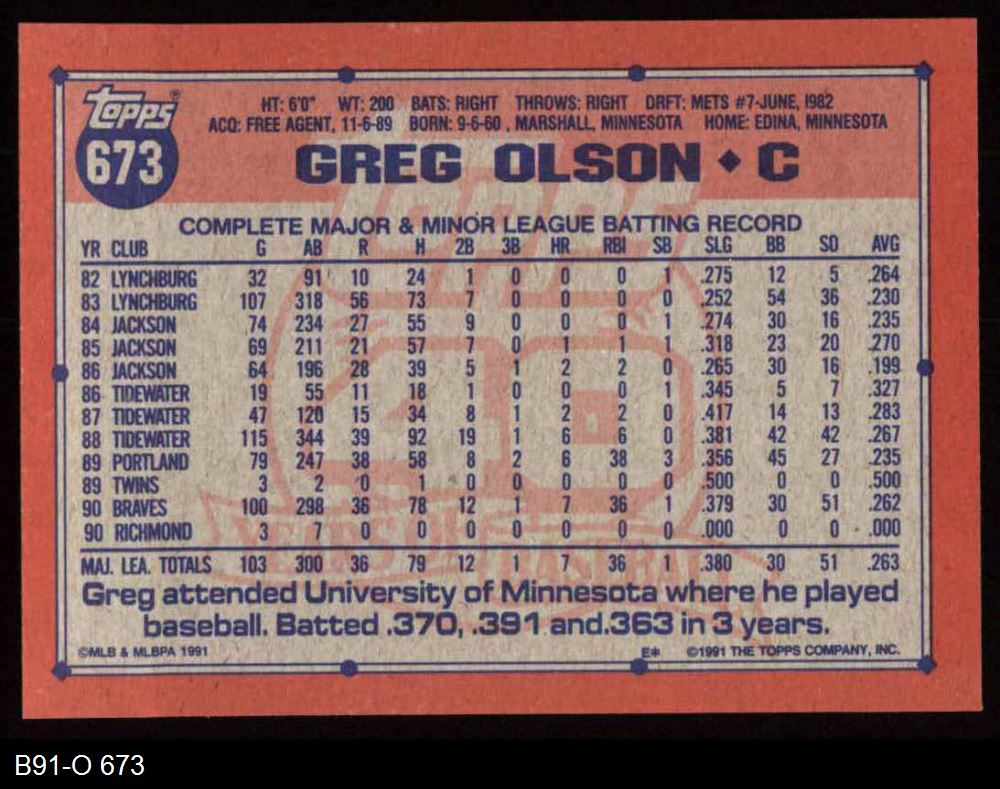 Topps®
673
HT: 6'0" WT: 200 BATS: RIGHT THROWS: RIGHT DRFT: METS #7-JUNE, 1982
ACQ: FREE AGENT, 11-6-89 BORN: 9-6-60 , MARSHALL, MINNESOTA HOME: EDINA, MINNESOTA
GREG OLSON ◆ C
COMPLETE MAJOR & MINOR LEAGUE BATTING RECORD
YR CLUB G AB R H 2B 3B HR RBI SB SLG BB SO AVG
82 LYNCHBURG 32 91 10 24 1 0 0 0 1 .275 12 5 .264
83 LYNCHBURG 107 318 56 73 7 0 0 0 0 .252 54 36 .230
84 JACKSON 74 234 27 55 9 0 0 0 1 .274 30 16 .235
85 JACKSON 69 211 21 57 7 0 1 1 1 .318 23 20 .270
86 JACKSON 64 196 28 39 5 1 2 2 0 .265 30 16 .199
86 TIDEWATER 19 55 11 18 1 0 0 0 0 .345 5 7 .327
87 TIDEWATER 47 120 15 34 8 1 2 2 0 .417 14 13 .283
88 TIDEWATER 115 344 39 92 19 1 6 6 0 .381 42 42 .267
89 PORTLAND 79 247 38 58 8 2 6 38 3 .356 45 27 .235
89 TWINS 3 2 0 1 0 0 0 0 0 .500 0 0 .500
90 BRAVES 100 298 36 78 12 1 7 36 1 .379 30 51 .262
90 RICHMOND 3 7 0 0 0 0 0 0 0 .000 0 0 .000
MAJ. LEA. TOTALS 103 300 36 79 12 1 7 36 1 .380 30 51 .263
Greg attended University of Minnesota where he played
baseball. Batted .370, .391 and.363 in 3 years.
©MLB & MLBPA 1991 E* ©1991 THE TOPPS COMPANY, INC.
Topps
40
YEARS OF BASEBALL
B91-O 673